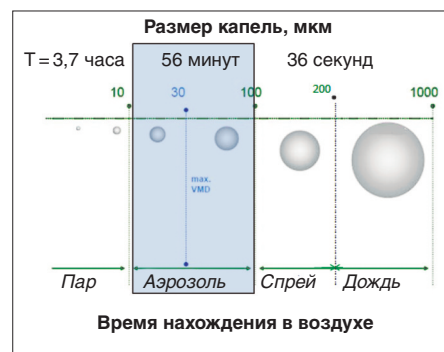 Размер капель, мкм
T = 3,7 часа 56 минут 36 секунд
10 30 100 200 1000
max.
VMD
Пар Аэрозоль Спрей Дождь
Время нахождения в воздухе